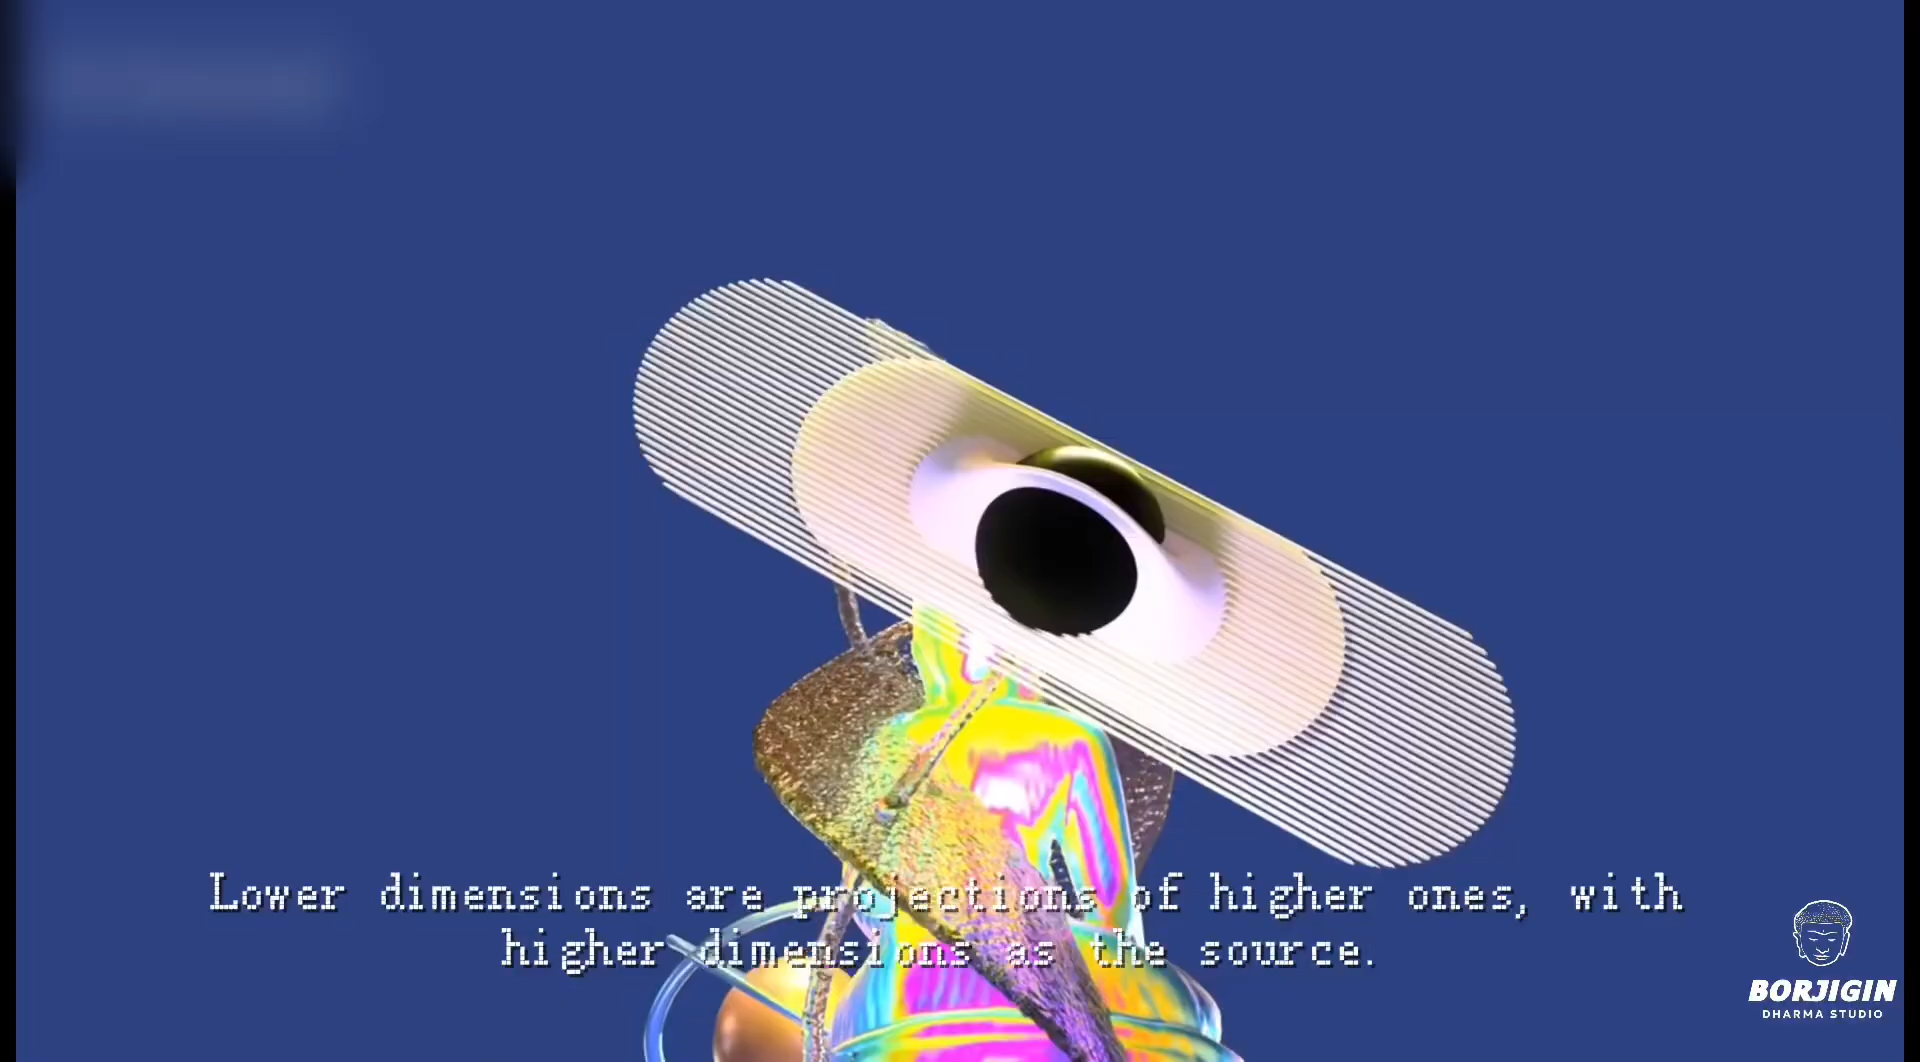 Lower dimensions are projections of higher ones, with
higher dimensions as the source.
BORJIGIN
DHARMA STUDIO